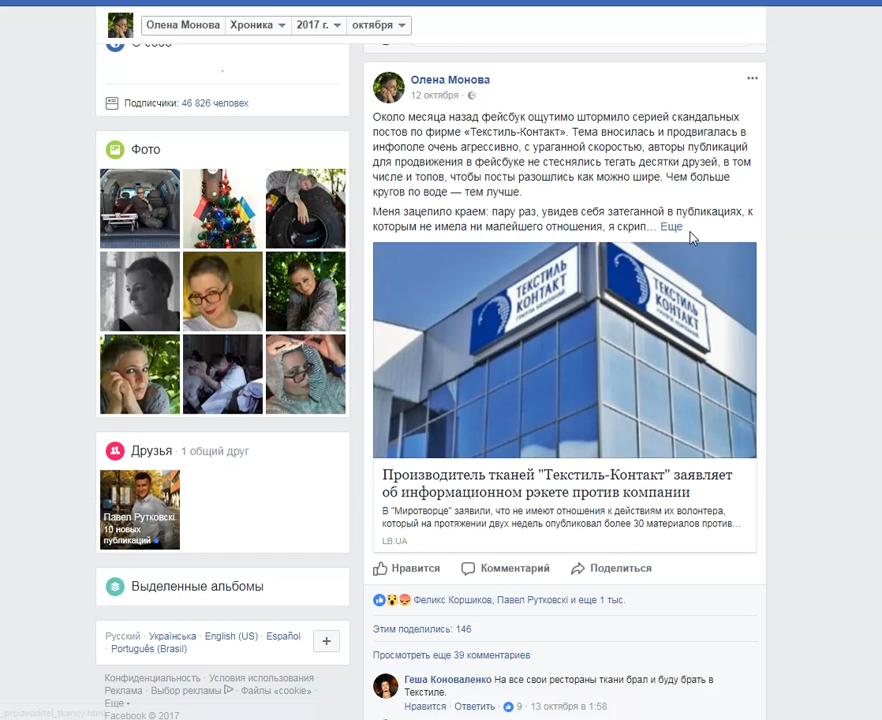 Олена Монова Хроника 2017 г. октября
О себе
Подписчики: 46 826 человек
Фото
Друзья · 1 общий друг
Павел Рутковскі
10 новых
публикаций
Выделенные альбомы
Русский · Українська · English (US) · Español
· Português (Brasil)
+
Конфиденциальность · Условия использования ·
Реклама · Выбор рекламы · Файлы «cookie» ·
Еще
Facebook © 2017
Олена Монова
12 октября ·
Около месяца назад фейсбук ощутимо штормило серией скандальных
постов по фирме «Текстиль-Контакт». Тема вносилась и продвигалась в
инфополе очень агрессивно, с ураганной скоростью, авторы публикаций
для продвижения в фейсбуке не стеснялись тегать десятки друзей, в том
числе и топов, чтобы посты разошлись как можно шире. Чем больше
кругов по воде — тем лучше.
Меня зацепило краем: пару раз, увидев себя затеганной в публикациях, к
которым не имела ни малейшего отношения, я скрип... Еще
ТЕКСТИЛЬ
КОНТАКТ
ТЕКСТИЛЬ
КОНТАКТ
Производитель тканей "Текстиль-Контакт" заявляет
об информационном рэкете против компании
В "Миротворце" заявили, что не имеют отношения к действиям их волонтера,
который на протяжении двух недель опубликовал более 30 материалов против...
LB.UA
Нравится Комментарий Поделиться
Феликс Коршиков, Павел Рутковскі и еще 1 тыс.
Этим поделились: 146
Просмотреть еще 39 комментариев
Геша Коноваленко На все свои рестораны ткани брал и буду брать в
Текстиле.
Нравится · Ответить · 9 · 13 октября в 1:58